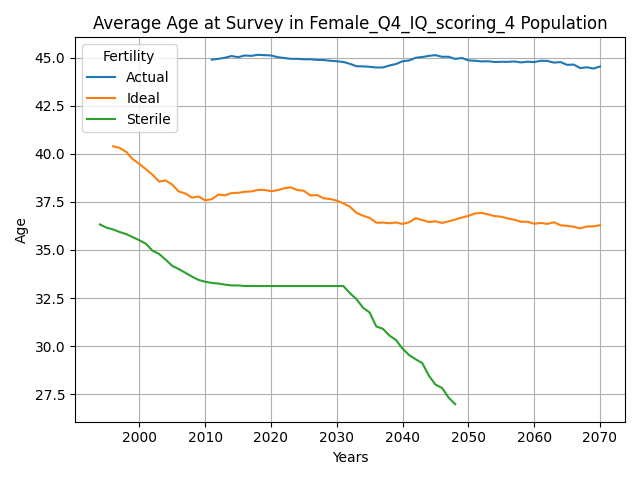 Average Age at Survey in Female_Q4_IQ_scoring_4 Population
Fertility
Actual
Ideal
Sterile
Age
45.0
42.5
40.0
37.5
35.0
32.5
30.0
27.5
2000 2010 2020 2030 2040 2050 2060 2070
Years